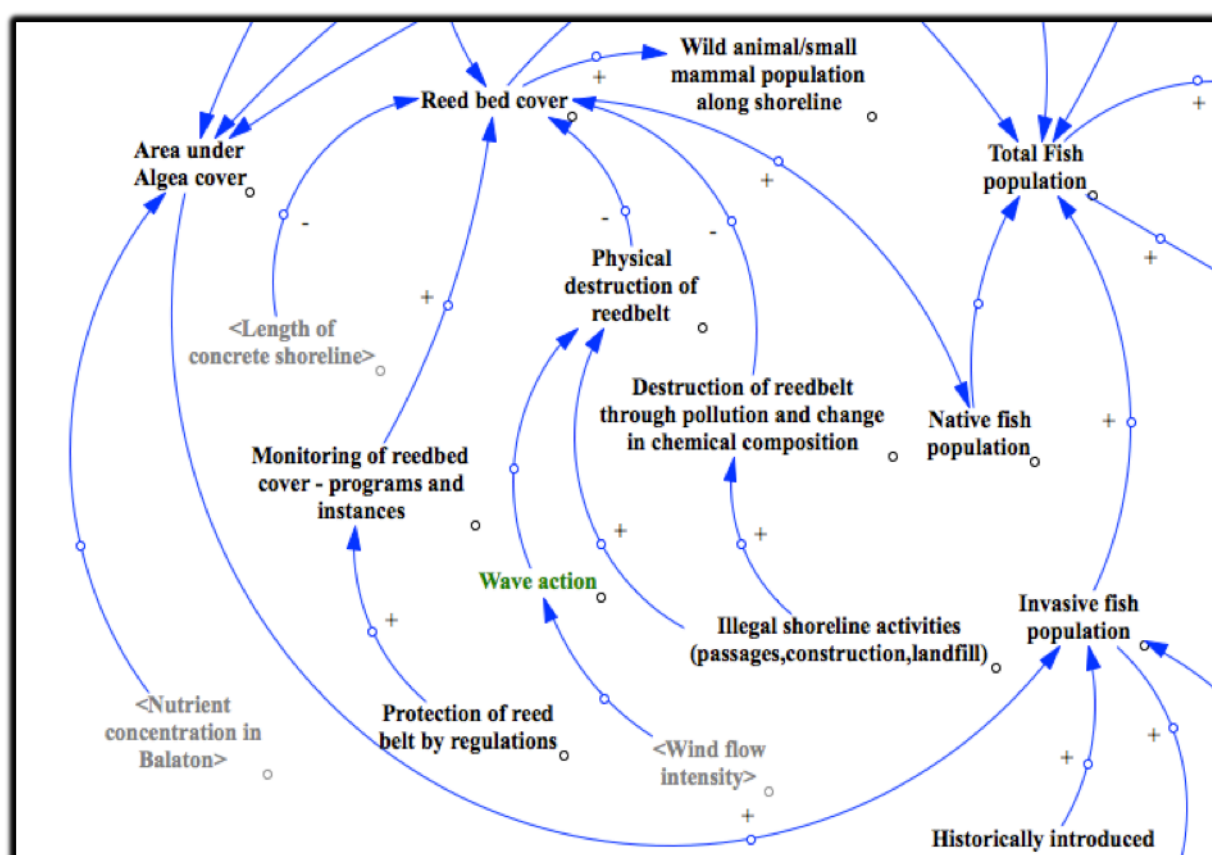 Wild animal/small
mammal population
along shoreline
+
Reed bed cover
+
Area under
Algea cover
Total Fish
population
+
-
-
-
+
Physical
destruction of
reedbelt
<Length of
concrete shoreline>
+
Destruction of reedbelt
through pollution and change
in chemical composition
Native fish
population
+
Monitoring of reedbed
cover - programs and
instances
+
+
Wave action
Invasive fish
population
+
Illegal shoreline activities
(passages,construction,landfill)
<Nutrient
concentration in
Balaton>
Protection of reed
belt by regulations
<Wind flow
intensity>
+
+
+
Historically introduced